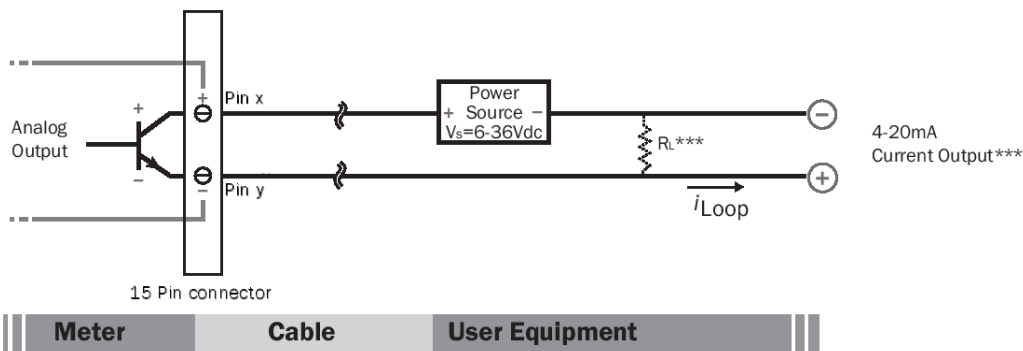 Analog
Output
+
−
+
Pin x
−
Pin y
Power
+ Source −
Vs=6-36Vdc
RL***
iLoop
−
+
4-20mA
Current Output***
15 Pin connector
Meter
Cable
User Equipment